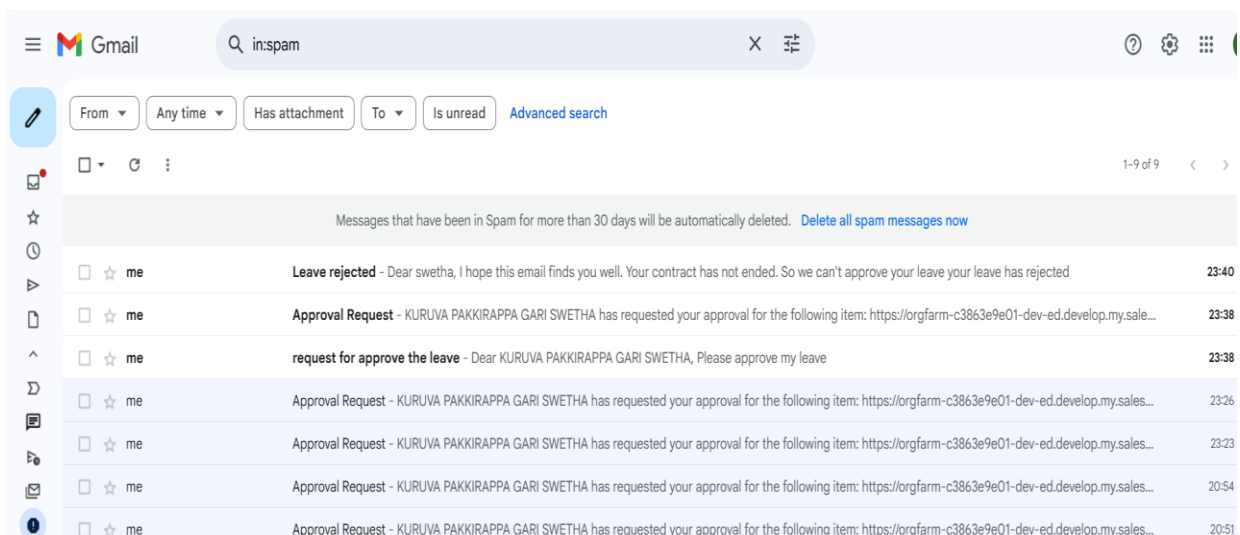 Gmail
in:spam
From
Any time
Has attachment
To
Is unread
Advanced search
1–9 of 9
Messages that have been in Spam for more than 30 days will be automatically deleted. Delete all spam messages now
me Leave rejected - Dear swetha, I hope this email finds you well. Your contract has not ended. So we can't approve your leave your leave has rejected 23:40
me Approval Request - KURUVA PAKKIRAPPA GARI SWETHA has requested your approval for the following item: https://orgfarm-c3863e9e01-dev-ed.develop.my.sale... 23:38
me request for approve the leave - Dear KURUVA PAKKIRAPPA GARI SWETHA, Please approve my leave 23:38
me Approval Request - KURUVA PAKKIRAPPA GARI SWETHA has requested your approval for the following item: https://orgfarm-c3863e9e01-dev-ed.develop.my.sales... 23:26
me Approval Request - KURUVA PAKKIRAPPA GARI SWETHA has requested your approval for the following item: https://orgfarm-c3863e9e01-dev-ed.develop.my.sales... 23:23
me Approval Request - KURUVA PAKKIRAPPA GARI SWETHA has requested your approval for the following item: https://orgfarm-c3863e9e01-dev-ed.develop.my.sales... 20:54
me Approval Request - KURUVA PAKKIRAPPA GARI SWETHA has requested your approval for the following item: https://orgfarm-c3863e9e01-dev-ed.develop.my.sales... 20:51